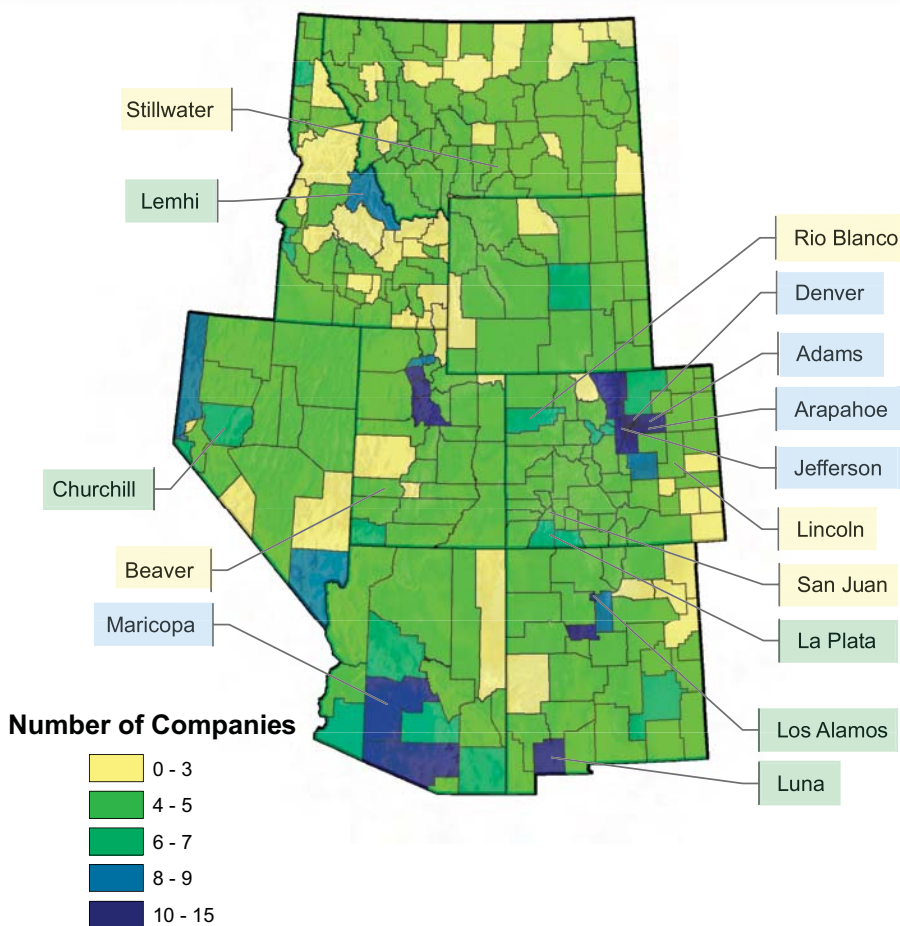 Stillwater
Lemhi
Rio Blanco
Denver
Adams
Arapahoe
Jefferson
Churchill
Lincoln
Beaver
San Juan
Maricopa
La Plata
Number of Companies
Los Alamos
0 - 3
Luna
4 - 5
6 - 7
8 - 9
10 - 15